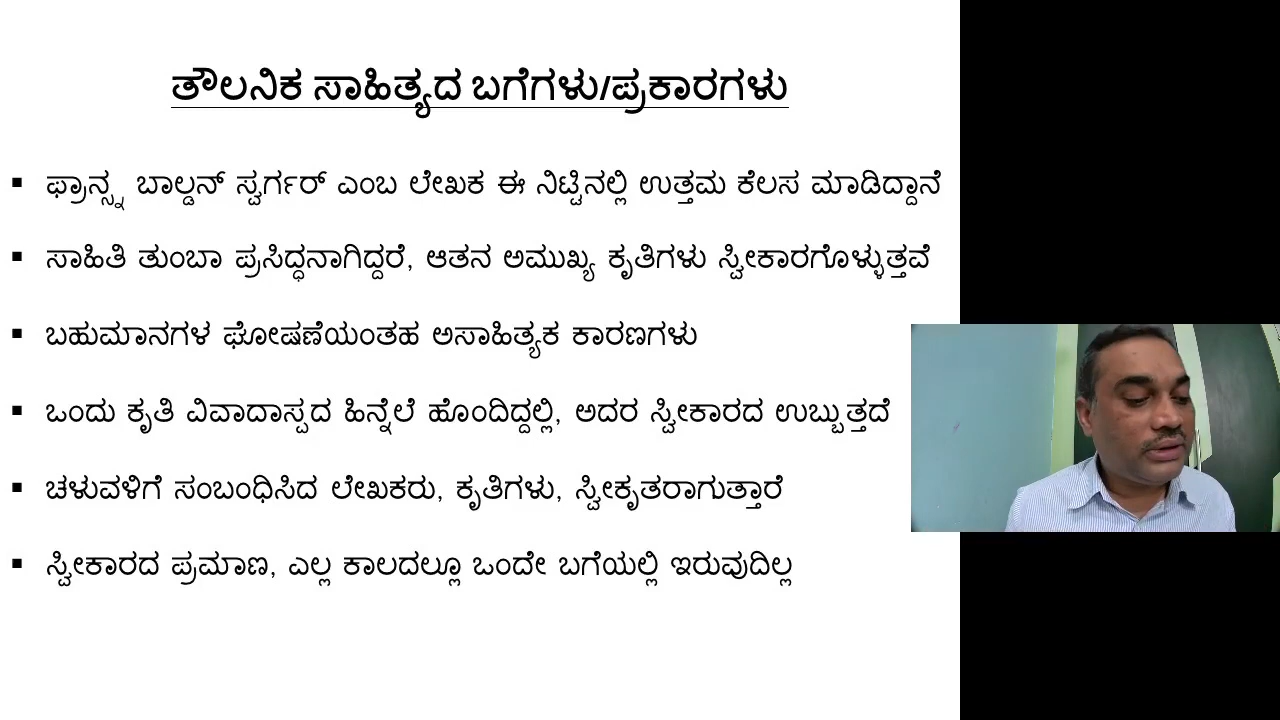 ತೌಲನಿಕ ಸಾಹಿತ್ಯದ ಬಗೆಗಳು/ಪ್ರಕಾರಗಳು
▪ ಫ್ರಾನ್ಸ್ನ ಬಾಲ್ಡನ್ ಸ್ವರ್ಗರ್ ಎಂಬ ಲೇಖಕ ಈ ನಿಟ್ಟಿನಲ್ಲಿ ಉತ್ತಮ ಕೆಲಸ ಮಾಡಿದ್ದಾನೆ
▪ ಸಾಹಿತಿ ತುಂಬಾ ಪ್ರಸಿದ್ಧನಾಗಿದ್ದರೆ, ಆತನ ಅಮುಖ್ಯ ಕೃತಿಗಳು ಸ್ವೀಕಾರಗೊಳ್ಳುತ್ತವೆ
▪ ಬಹುಮಾನಗಳ ಘೋಷಣೆಯಂತಹ ಅಸಾಹಿತ್ಯಕ ಕಾರಣಗಳು
▪ ಒಂದು ಕೃತಿ ವಿವಾದಾಸ್ಪದ ಹಿನ್ನೆಲೆ ಹೊಂದಿದ್ದಲ್ಲಿ, ಅದರ ಸ್ವೀಕಾರದ ಉಬ್ಬುತ್ತದೆ
▪ ಚಳುವಳಿಗೆ ಸಂಬಂಧಿಸಿದ ಲೇಖಕರು, ಕೃತಿಗಳು, ಸ್ವೀಕೃತರಾಗುತ್ತಾರೆ
▪ ಸ್ವೀಕಾರದ ಪ್ರಮಾಣ, ಎಲ್ಲ ಕಾಲದಲ್ಲೂ ಒಂದೇ ಬಗೆಯಲ್ಲಿ ಇರುವುದಿಲ್ಲ